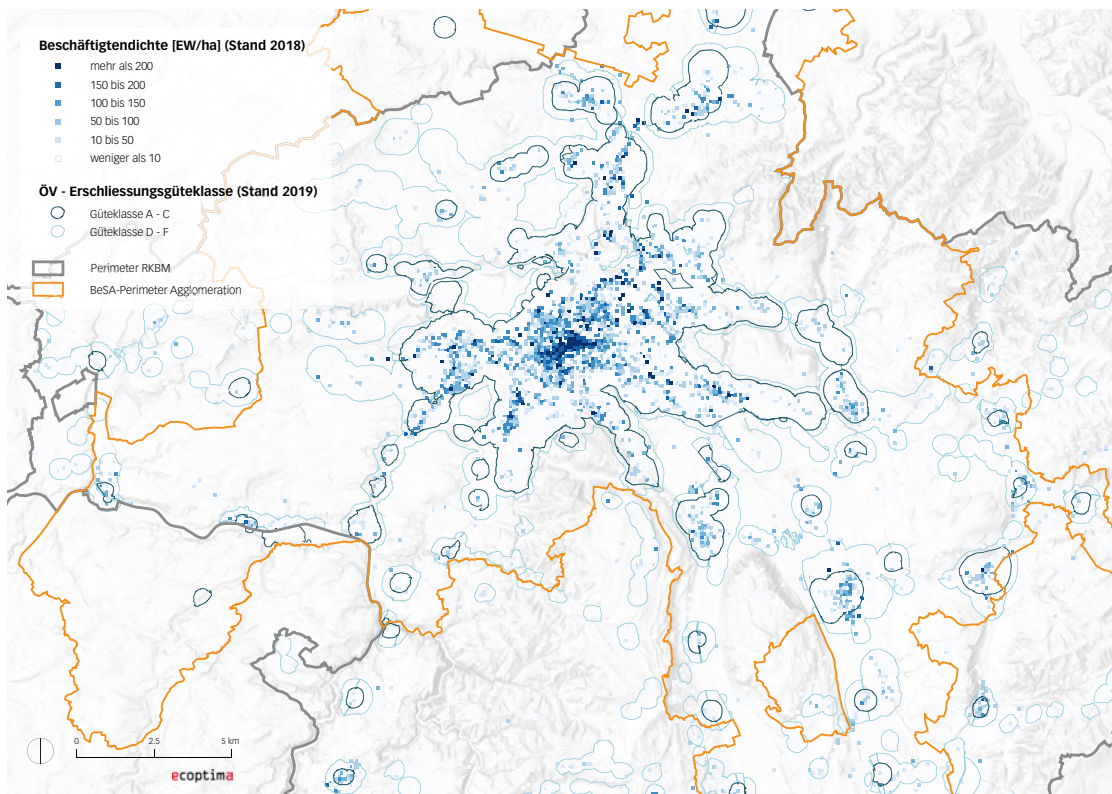 Beschäftigtendichte [EW/ha] (Stand 2018)
mehr als 200
150 bis 200
100 bis 150
50 bis 100
10 bis 50
weniger als 10
ÖV - Erschliessungsgüteklasse (Stand 2019)
Güteklasse A - C
Güteklasse D - F
Perimeter RKBM
BeSA-Perimeter Agglomeration
0 2.5 5 km
ecoptima